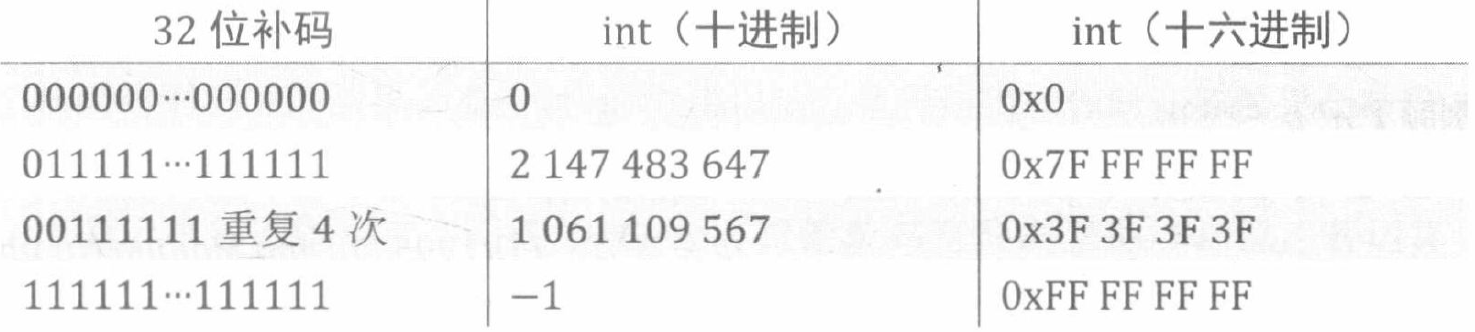 32 位补码 int（十进制） int（十六进制）
000000···000000 0 0x0
011111···111111 2 147 483 647 0x7F FF FF FF
00111111 重复 4 次 1 061 109 567 0x3F 3F 3F 3F
111111···111111 −1 0xFF FF FF FF